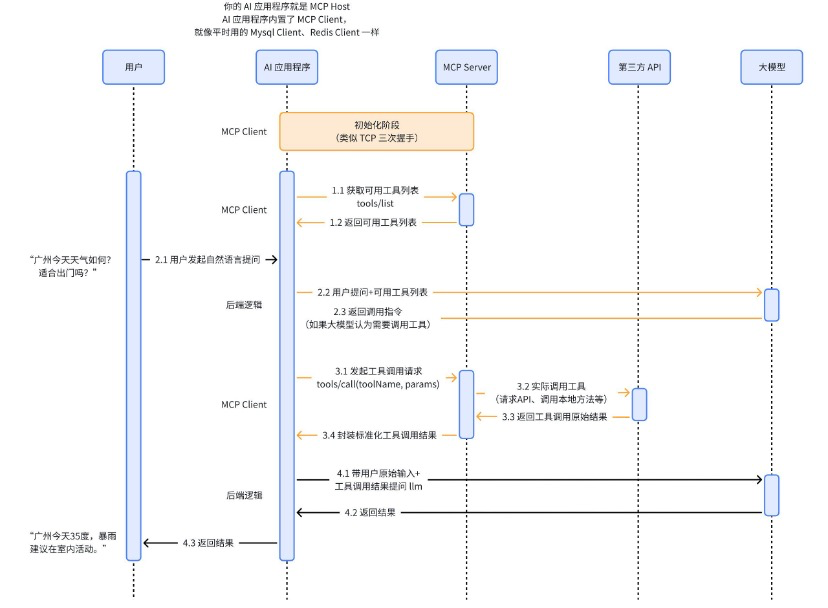 你的 AI 应用程序就是 MCP Host
AI 应用程序内置了 MCP Client，
就像平时用的 Mysql Client、Redis Client 一样
用户
AI 应用程序
MCP Server
第三方 API
大模型
MCP Client
初始化阶段
（类似 TCP 三次握手）
MCP Client
1.1 获取可用工具列表
tools/list
1.2 返回可用工具列表
“广州今天天气如何？
适合出门吗？”
2.1 用户发起自然语言提问
后端逻辑
2.2 用户提问+可用工具列表
2.3 返回调用指令
（如果大模型认为需要调用工具）
MCP Client
3.1 发起工具调用请求
tools/call(toolName, params)
3.2 实际调用工具
（请求API、调用本地方法等）
3.3 返回工具调用原始结果
3.4 封装标准化工具调用结果
后端逻辑
4.1 带用户原始输入+
工具调用结果提问 llm
4.2 返回结果
“广州今天35度，暴雨
建议在室内活动。”
4.3 返回结果